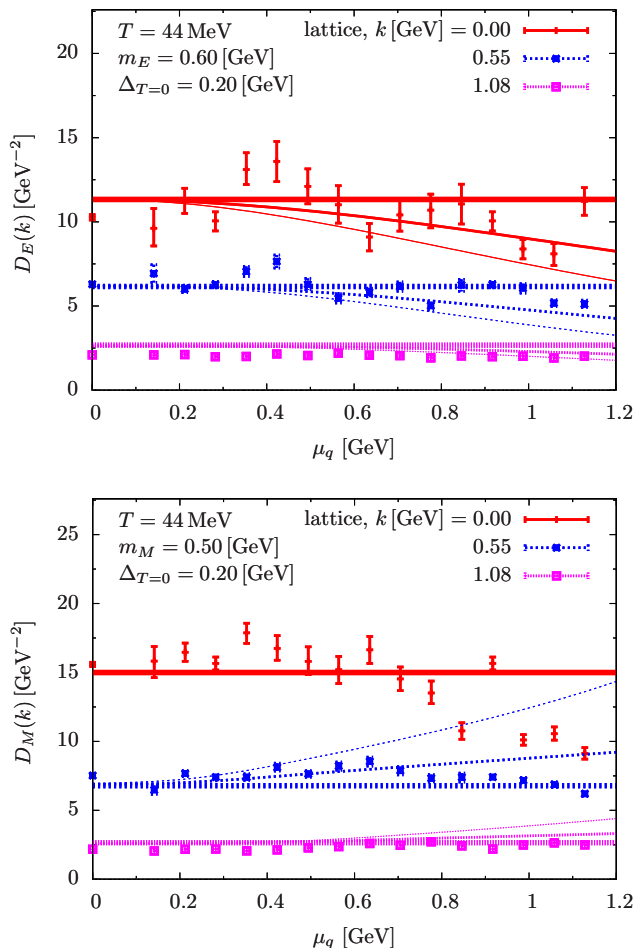 T = 44 MeV lattice, k [GeV] = 0.00
m_E = 0.60 [GeV] 0.55
Δ_{T=0} = 0.20 [GeV] 1.08
20
15
10
5
0
D_E(k) [GeV⁻²]
0 0.2 0.4 0.6 0.8 1 1.2
μ_q [GeV]
T = 44 MeV lattice, k [GeV] = 0.00
m_M = 0.50 [GeV] 0.55
Δ_{T=0} = 0.20 [GeV] 1.08
25
20
15
10
5
0
D_M(k) [GeV⁻²]
0 0.2 0.4 0.6 0.8 1 1.2
μ_q [GeV]